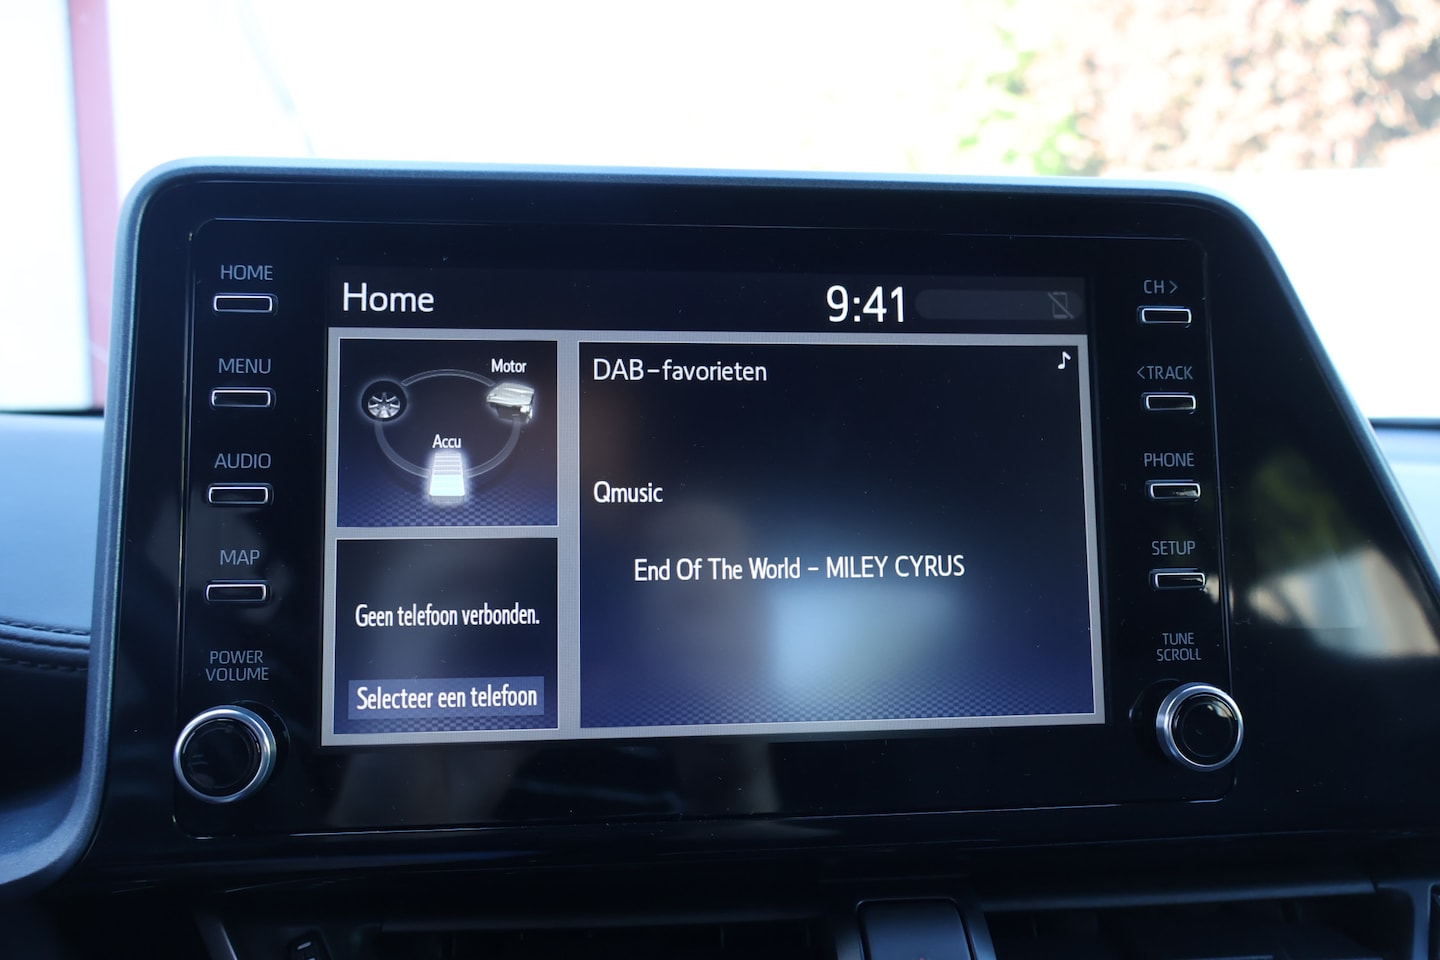 HOME
MENU
AUDIO
MAP
POWER
VOLUME
Home
9:41
Motor
Accu
Geen telefoon verbonden.
Selecteer een telefoon
DAB-favorieten
Qmusic
End Of The World - MILEY CYRUS
CH >
<TRACK
PHONE
SETUP
TUNE
SCROLL